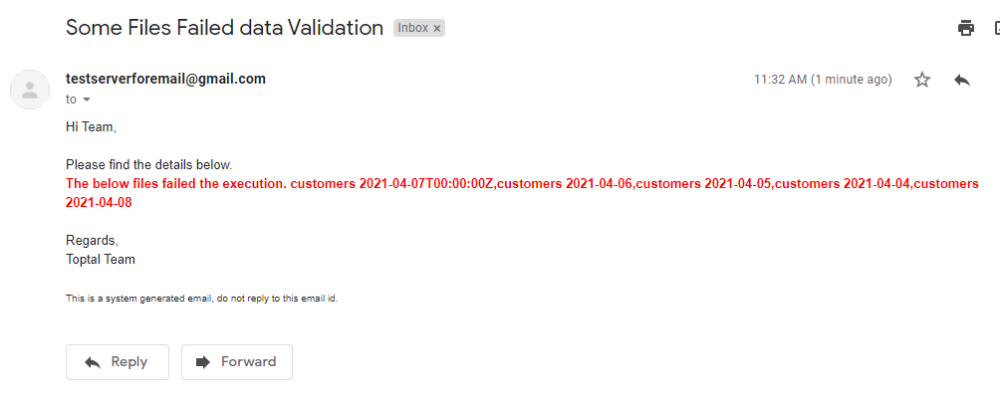 Some Files Failed data Validation Inbox ×
testserverforemail@gmail.com 11:32 AM (1 minute ago)
to
Hi Team,
Please find the details below.
The below files failed the execution. customers 2021-04-07T00:00:00Z,customers 2021-04-06,customers 2021-04-05,customers 2021-04-04,customers
2021-04-08
Regards,
Toptal Team
This is a system generated email, do not reply to this email id.
Reply Forward